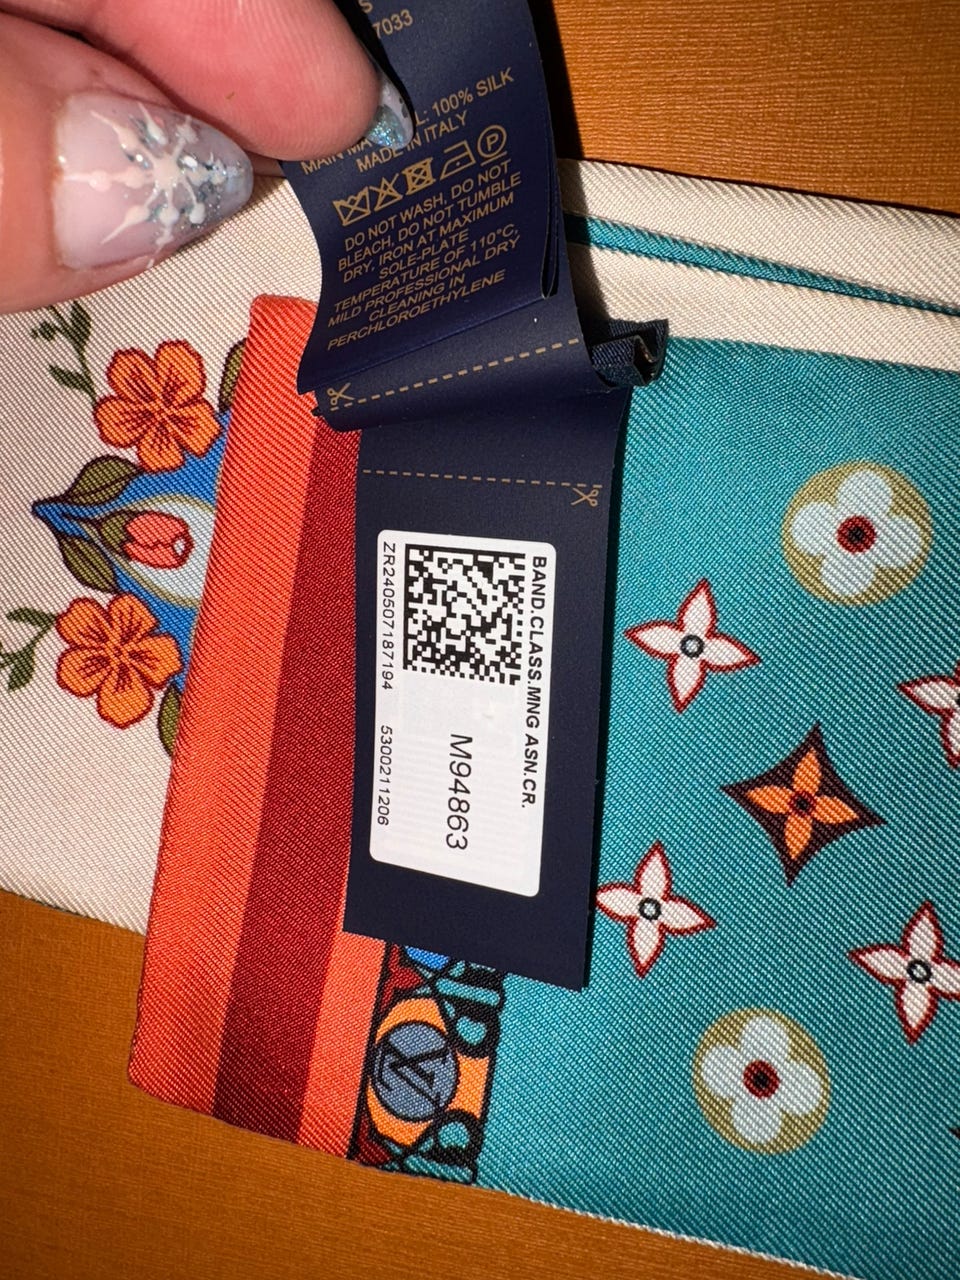 7033
100% SILK
MADE IN ITALY
P
DO NOT WASH, DO NOT
BLEACH, DO NOT TUMBLE
DRY, IRON AT MAXIMUM
SOLE-PLATE
TEMPERATURE OF 110°C,
MILD PROFESSIONAL DRY
CLEANING IN
PERCHLOROETHYLENE
BAND.CLASS.MNG ASN.CR.
M94863
ZR240507187194 5300211206
LV